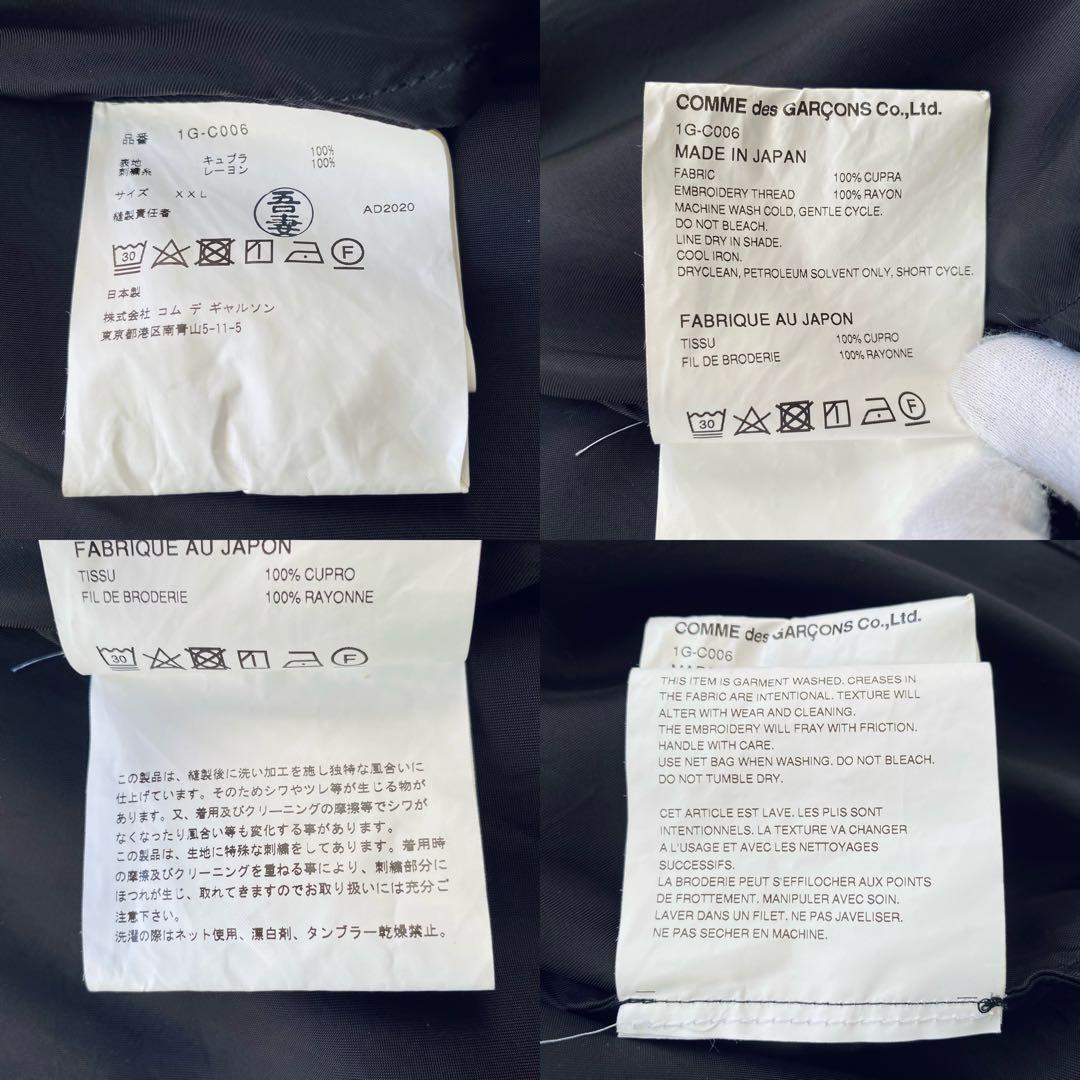 品番 1G-C006
表地 キュプラ 100%
刺繍糸 レーヨン 100%
サイズ XXL
縫製責任者 吾妻 AD2020
30 1 F
日本製
株式会社 コム デ ギャルソン
東京都港区南青山5-11-5
COMME des GARÇONS Co.,Ltd.
1G-C006
MADE IN JAPAN
FABRIC 100% CUPRA
EMBROIDERY THREAD 100% RAYON
MACHINE WASH COLD, GENTLE CYCLE.
DO NOT BLEACH.
LINE DRY IN SHADE.
COOL IRON.
DRYCLEAN, PETROLEUM SOLVENT ONLY, SHORT CYCLE.
FABRIQUE AU JAPON
TISSU 100% CUPRO
FIL DE BRODERIE 100% RAYONNE
30 1 F
FABRIQUE AU JAPON
TISSU 100% CUPRO
FIL DE BRODERIE 100% RAYONNE
30 1 F
この製品は、縫製後に洗い加工を施し独特な風合いに
仕上げています。そのためシワやツレ等が生じる物が
あります。又、着用及びクリーニングの摩擦等でシワが
なくなったり風合い等も変化する事があります。
この製品は、生地に特殊な刺繍をしてあります。着用時
の摩擦及びクリーニングを重ねる事により、刺繍部分に
ほつれが生じ、取れてきますのでお取り扱いには充分ご
注意下さい。
洗濯の際はネット使用、漂白剤、タンブラー乾燥禁止。
COMME des GARÇONS Co.,Ltd.
1G-C006
THIS ITEM IS GARMENT WASHED. CREASES IN
THE FABRIC ARE INTENTIONAL. TEXTURE WILL
ALTER WITH WEAR AND CLEANING.
THE EMBROIDERY WILL FRAY WITH FRICTION.
HANDLE WITH CARE.
USE NET BAG WHEN WASHING. DO NOT BLEACH.
DO NOT TUMBLE DRY.
CET ARTICLE EST LAVE. LES PLIS SONT
INTENTIONNELS. LA TEXTURE VA CHANGER
A L'USAGE ET AVEC LES NETTOYAGES
SUCCESSIFS.
LA BRODERIE PEUT S'EFFILOCHER AUX POINTS
DE FROTTEMENT. MANIPULER AVEC SOIN.
LAVER DANS UN FILET. NE PAS JAVELISER.
NE PAS SECHER EN MACHINE.